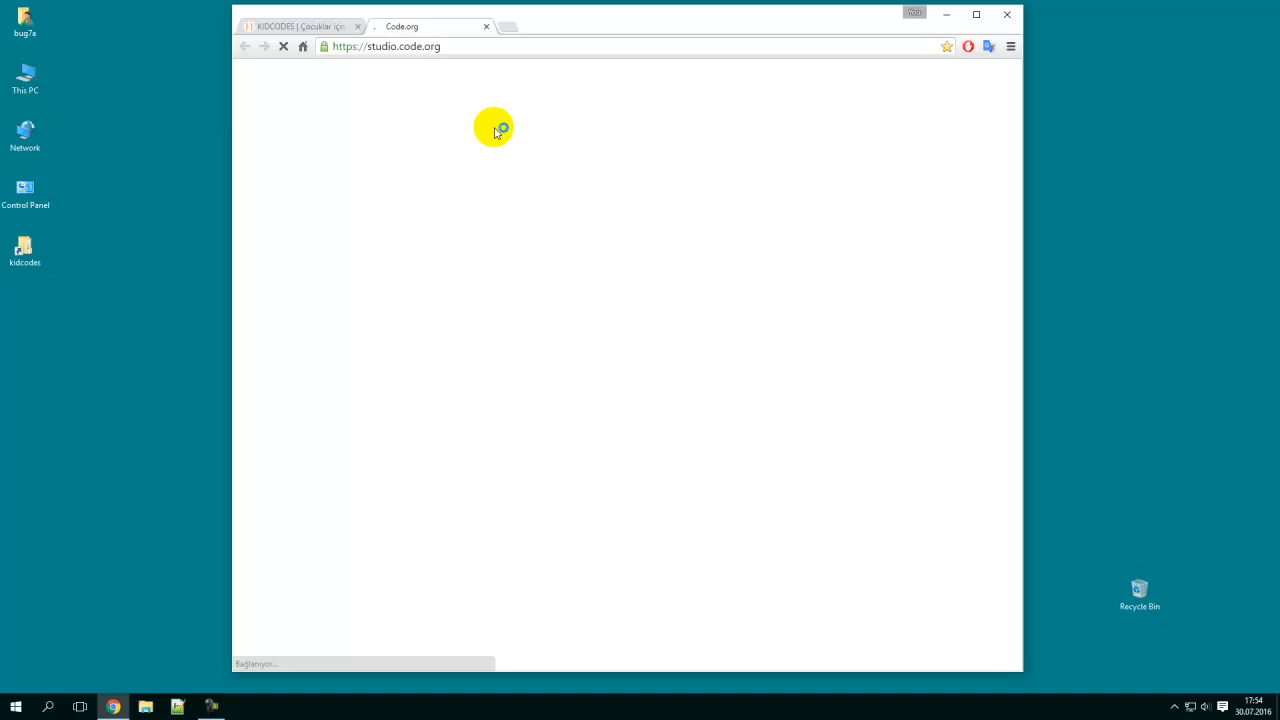 bug7a
This PC
Network
Control Panel
kidcodes
KIDCODES | Çocuklar için
Code.org
You
https://studio.code.org
Bağlanıyor...
Recycle Bin
17:54
30.07.2016